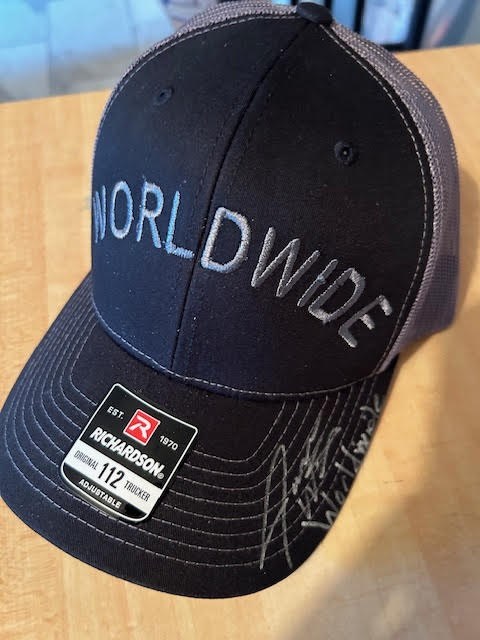 WORLDWIDE
EST. 1970
RICHARDSON®
ORIGINAL 112 TRUCKER
ADJUSTABLE